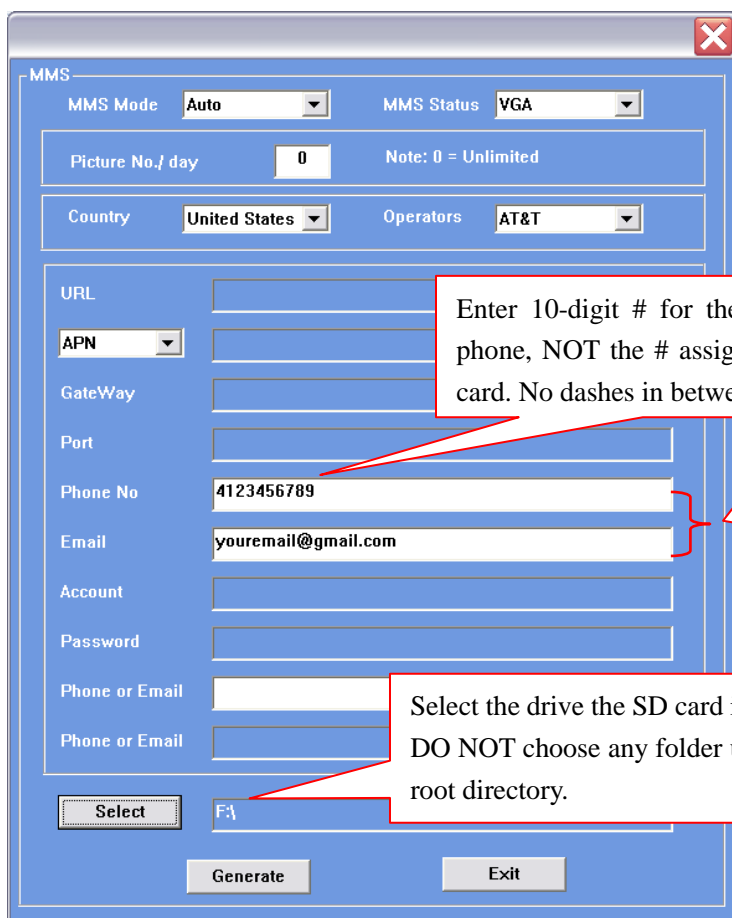 MMS
MMS Mode Auto MMS Status VGA
Picture No./ day 0 Note: 0 = Unlimited
Country United States Operators AT&T
URL
APN
GateWay
Port
Phone No 4123456789
Email youremail@gmail.com
Account
Password
Phone or Email
Phone or Email
Select F:\
Generate Exit
Enter 10-digit # for the
phone, NOT the # assig
card. No dashes in betwe
Select the drive the SD card
DO NOT choose any folder
root directory.